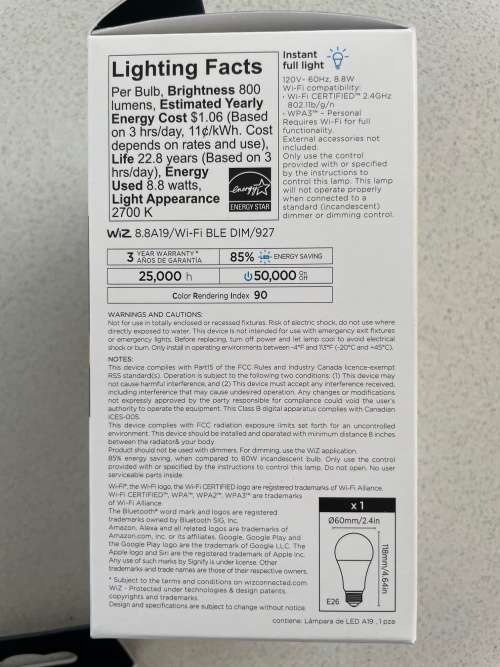 Lighting Facts
Per Bulb, Brightness 800
lumens, Estimated Yearly
Energy Cost $1.06 (Based
on 3 hrs/day, 11¢/kWh. Cost
depends on rates and use),
Life 22.8 years (Based on 3
hrs/day), Energy
Used 8.8 watts,
Light Appearance
2700 K
energy
ENERGY STAR
Instant
full light
120V~ 60Hz, 8.8W
Wi-Fi compatibility:
• Wi-Fi CERTIFIED™ 2.4GHz
802.11b/g/n
• WPA3™ – Personal
Requires Wi-Fi for full
functionality.
External accessories not
included.
Only use the control
provided with or specified
by the instructions to
control this lamp. This lamp
will not operate properly
when connected to a
standard (incandescent)
dimmer or dimming control.
WiZ 8.8A19/Wi-Fi BLE DIM/927
3 YEAR WARRANTY*
AÑOS DE GARANTÍA
85% LED ENERGY SAVING
25,000 h
50,000 On
Off
Color Rendering Index 90
WARNINGS AND CAUTIONS:
Not for use in totally enclosed or recessed fixtures. Risk of electric shock, do not use where
directly exposed to water. This device is not intended for use with emergency exit fixtures
or emergency lights. Before replacing, turn off power and let lamp cool to avoid electrical
shock or burn. Only install in operating environments between -4°F and 113°F (-20°C and +45°C).
NOTES:
This device complies with Part15 of the FCC Rules and Industry Canada licence-exempt
RSS standard(s). Operation is subject to the following two conditions: (1) This device may
not cause harmful interference, and (2) This device must accept any interference received,
including interference that may cause undesired operation. Any changes or modifications
not expressly approved by the party responsible for compliance could void the user's
authority to operate the equipment. This Class B digital apparatus complies with Canadian
ICES-005.
This device complies with FCC radiation exposure limits set forth for an uncontrolled
environment. This device should be installed and operated with minimum distance 8 inches
between the radiator& your body.
Product should not be used with dimmers. For dimming, use the WiZ application.
85% energy saving, when compared to 60W incandescent bulb. Only use the control
provided with or specified by the instructions to control this lamp. Do not open. No user
serviceable parts inside.
Wi-Fi®, the Wi-Fi logo, the Wi-Fi CERTIFIED logo are registered trademarks of Wi-Fi Alliance.
Wi-Fi CERTIFIED™, WPA™, WPA2™, WPA3™ are trademarks
of Wi-Fi Alliance.
The Bluetooth® word mark and logos are registered
trademarks owned by Bluetooth SIG, Inc.
Amazon, Alexa and all related logos are trademarks of
Amazon.com, Inc. or its affiliates. Google, Google Play and
the Google Play logo are the trademark of Google LLC. The
Apple logo and Siri are the registered trademark of Apple Inc.
Any use of such marks by Signify is under license. Other
trademarks and trade names are those of their respective owners.
* Subject to the terms and conditions on wizconnected.com
WiZ - Protected under technologies & design patents,
copyrights and trademarks.
Design and specifications are subject to change without notice.
x 1
Ø60mm/2.4in
118mm/4.64in
E26
contiene: Lámpara de LED A19, 1 pza